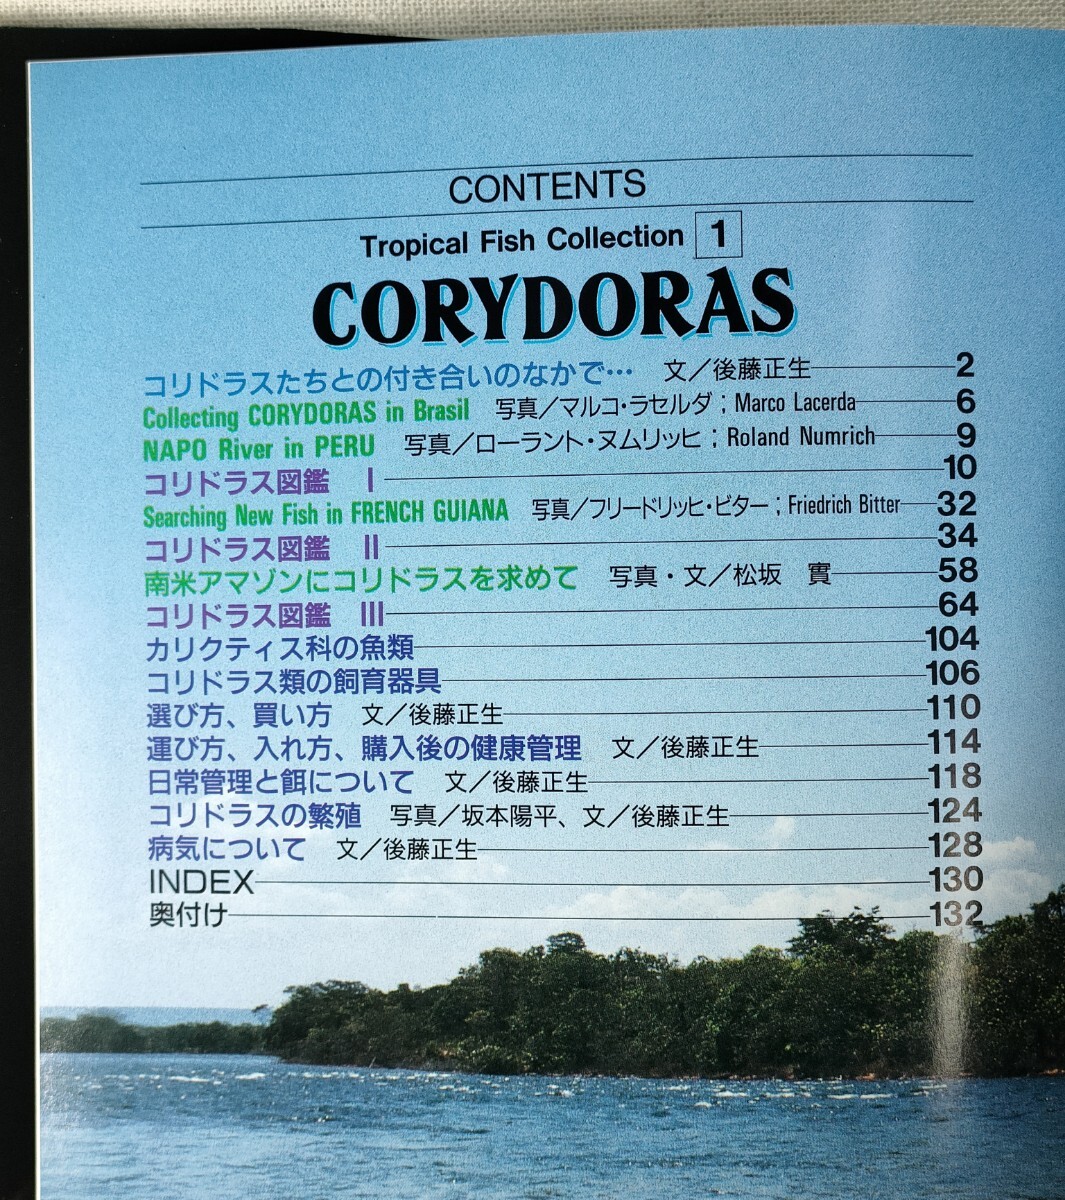 CONTENTS
Tropical Fish Collection 1
CORYDORAS
コリドラスたちとの付き合いのなかで… 文／後藤正生 2
Collecting CORYDORAS in Brasil 写真／マルコ・ラセルダ；Marco Lacerda 6
NAPO River in PERU 写真／ローラント・ヌムリッヒ；Roland Numrich 9
コリドラス図鑑 I 10
Searching New Fish in FRENCH GUIANA 写真／フリードリッヒ・ビター；Friedrich Bitter 32
コリドラス図鑑 II 34
南米アマゾンにコリドラスを求めて 写真・文／松坂 實 58
コリドラス図鑑 III 64
カリクティス科の魚類 104
コリドラス類の飼育器具 106
選び方、買い方 文／後藤正生 110
運び方、入れ方、購入後の健康管理 文／後藤正生 114
日常管理と餌について 文／後藤正生 118
コリドラスの繁殖 写真／坂本陽平、文／後藤正生 124
病気について 文／後藤正生 128
INDEX 130
奥付け 132